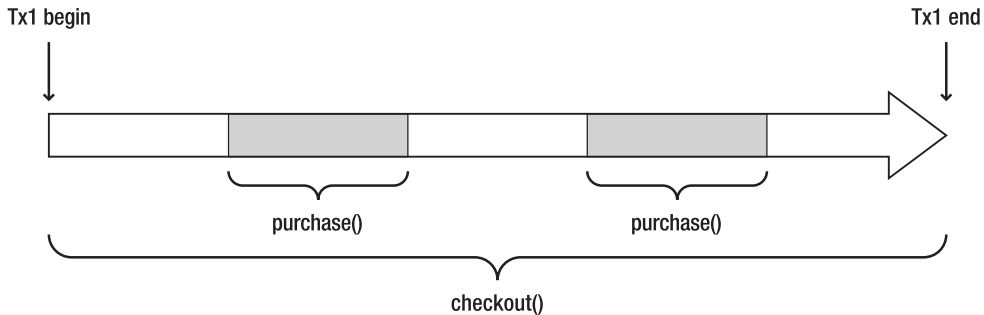 Tx1 begin
Tx1 end
purchase()
purchase()
checkout()